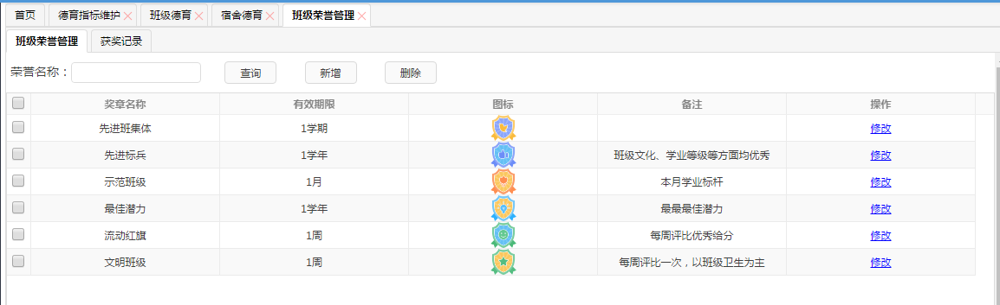 首页 德育指标维护 班级德育 宿舍德育 班级荣誉管理
班级荣誉管理 获奖记录
荣誉名称： 查询 新增 删除
奖章名称 有效期限 图标 备注 操作
先进班集体 1学期 修改
先进标兵 1学年 班级文化、学业等级等方面均优秀 修改
示范班级 1月 本月学业标杆 修改
最佳潜力 1学年 最最最佳潜力 修改
流动红旗 1周 每周评比优秀给分 修改
文明班级 1周 每周评比一次，以班级卫生为主 修改